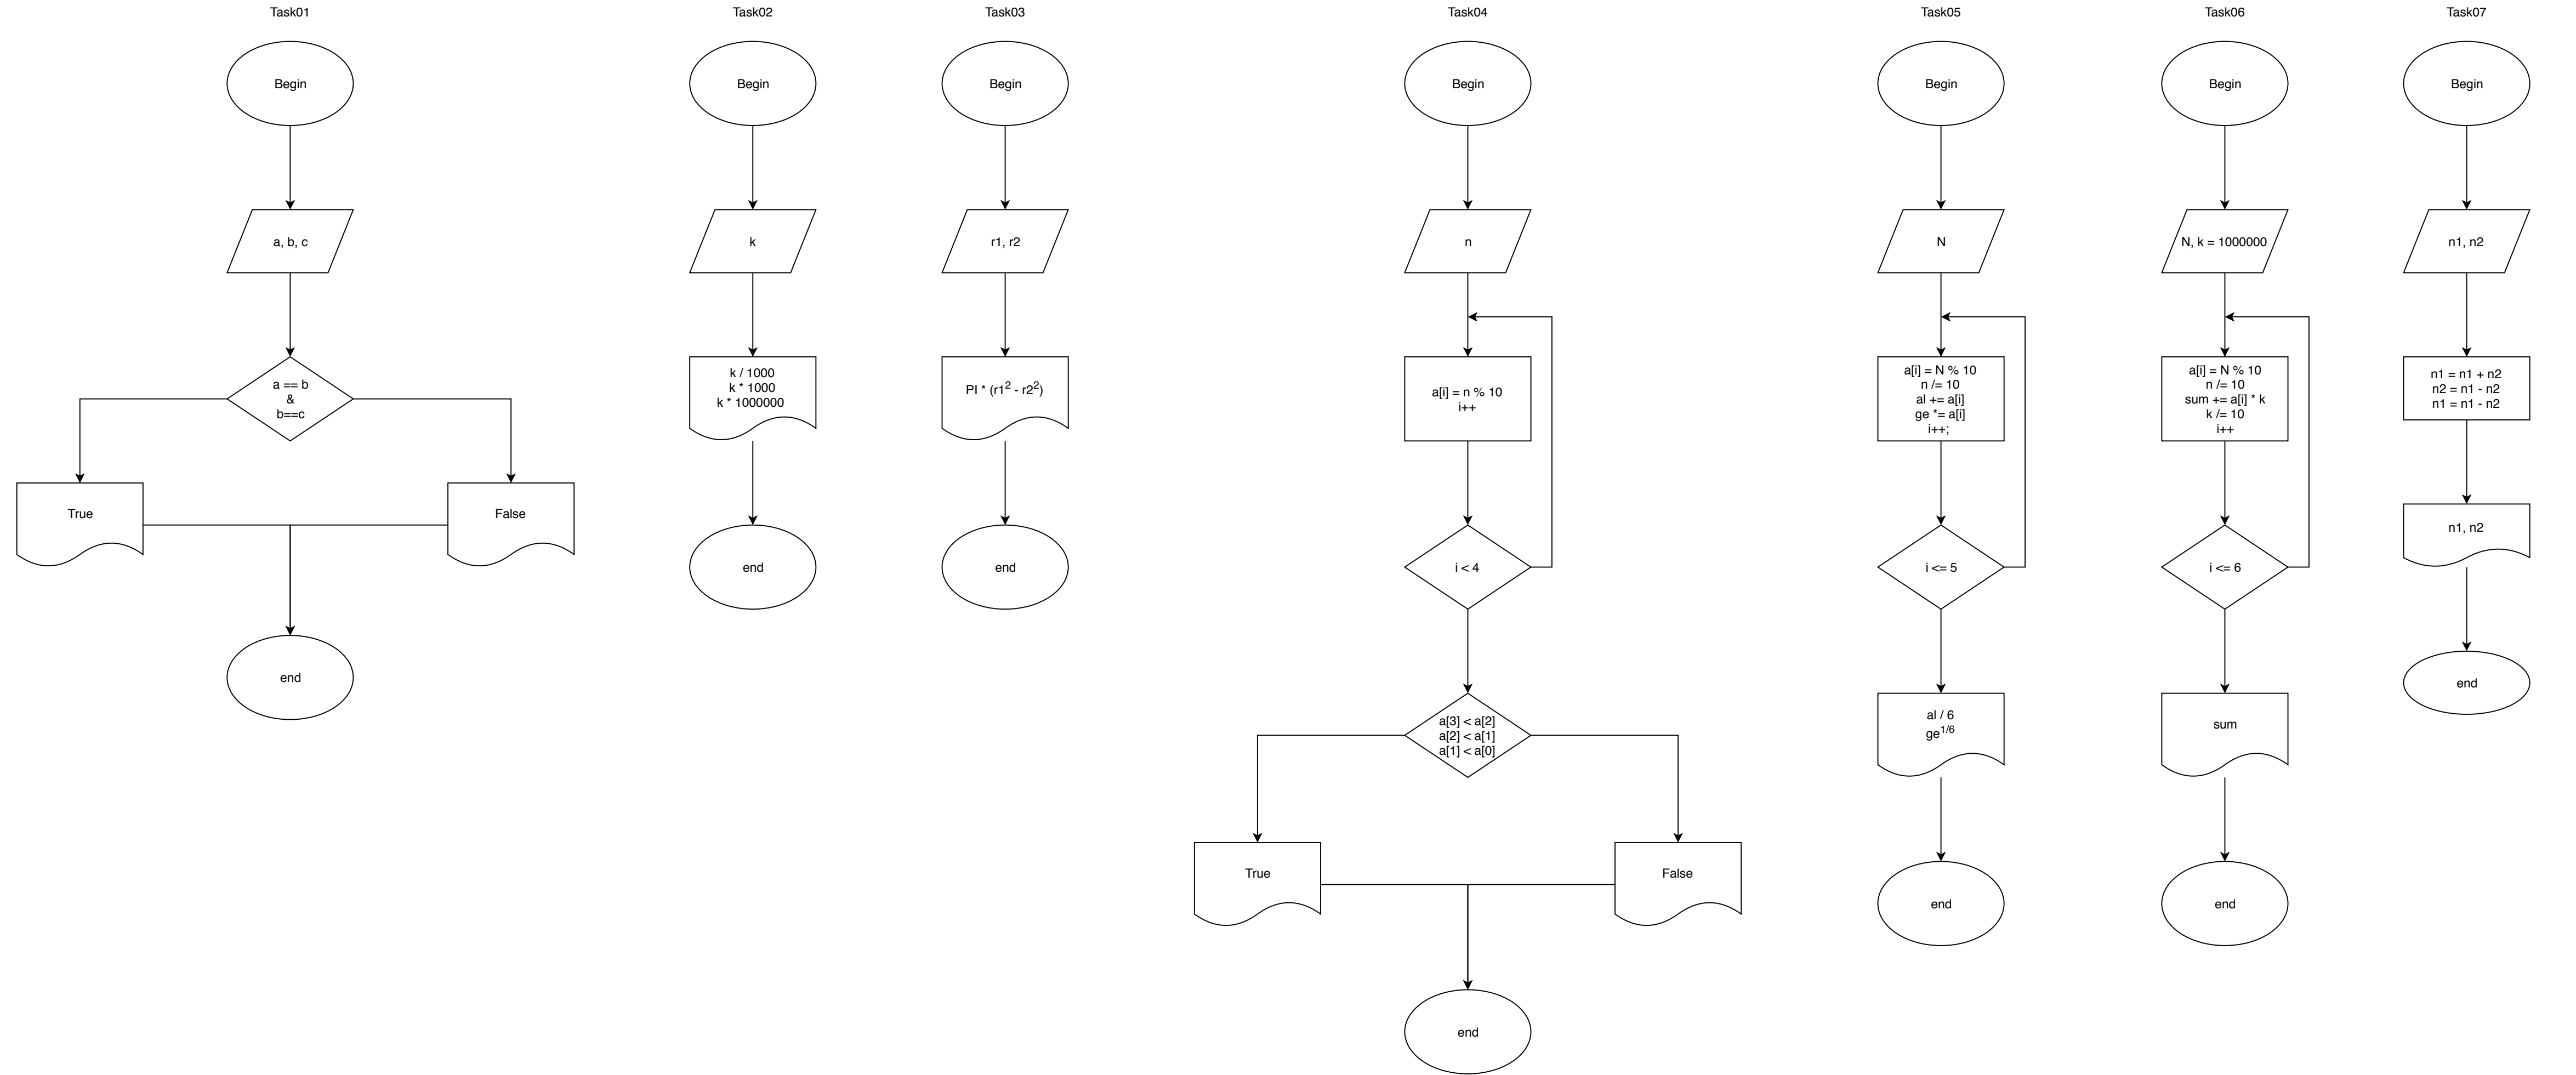 Task01
Begin
a, b, c
a == b
&
b==c
True
False
end
Task02
Begin
k
k / 1000
k * 1000
k * 1000000
end
Task03
Begin
r1, r2
PI * (r1² - r2²)
end
Task04
Begin
n
a[i] = n % 10
i++
i < 4
a[3] < a[2]
a[2] < a[1]
a[1] < a[0]
True
False
end
Task05
Begin
N
a[i] = N % 10
n /= 10
al += a[i]
ge *= a[i]
i++;
i <= 5
al / 6
ge^1/6
end
Task06
Begin
N, k = 1000000
a[i] = N % 10
n /= 10
sum += a[i] * k
k /= 10
i++
i <= 6
sum
end
Task07
Begin
n1, n2
n1 = n1 + n2
n2 = n1 - n2
n1 = n1 - n2
n1, n2
end